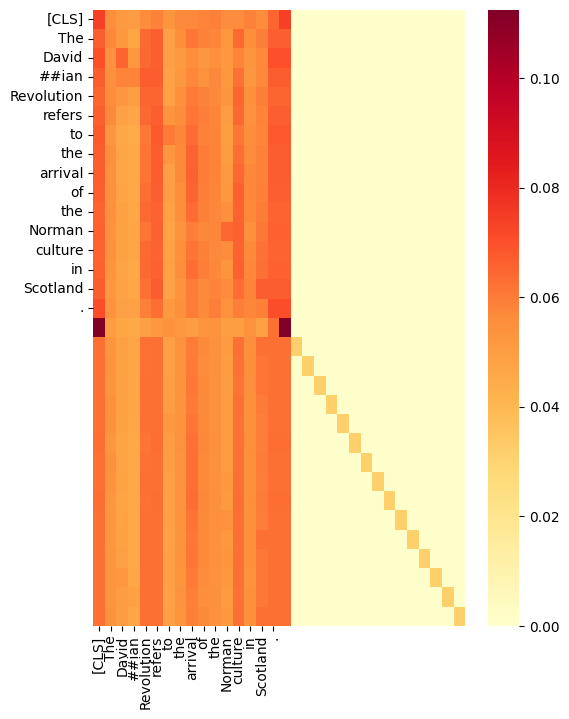 [CLS]
The
David
##ian
Revolution
refers
to
the
arrival
of
the
Norman
culture
in
Scotland
.
0.10
0.08
0.06
0.04
0.02
0.00
[CLS]
The
David
##ian
Revolution
refers
to
the
arrival
of
the
Norman
culture
in
Scotland
.